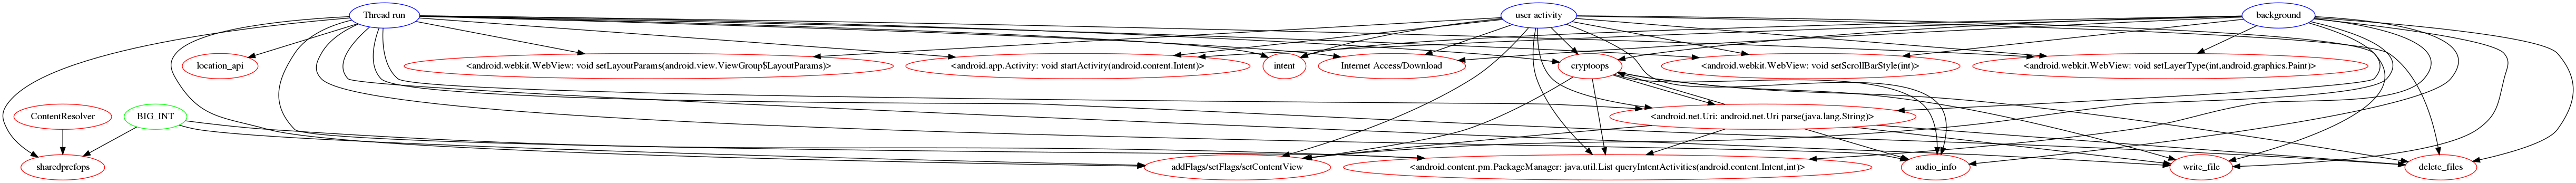 Thread run
user activity
background
location_api
<android.webkit.WebView: void setLayoutParams(android.view.ViewGroup$LayoutParams)>
<android.app.Activity: void startActivity(android.content.Intent)>
intent
Internet Access/Download
cryptoops
<android.webkit.WebView: void setScrollBarStyle(int)>
<android.webkit.WebView: void setLayerType(int,android.graphics.Paint)>
ContentResolver
BIG_INT
<android.net.Uri: android.net.Uri parse(java.lang.String)>
sharedprefops
addFlags/setFlags/setContentView
<android.content.pm.PackageManager: java.util.List queryIntentActivities(android.content.Intent,int)>
audio_info
write_file
delete_files